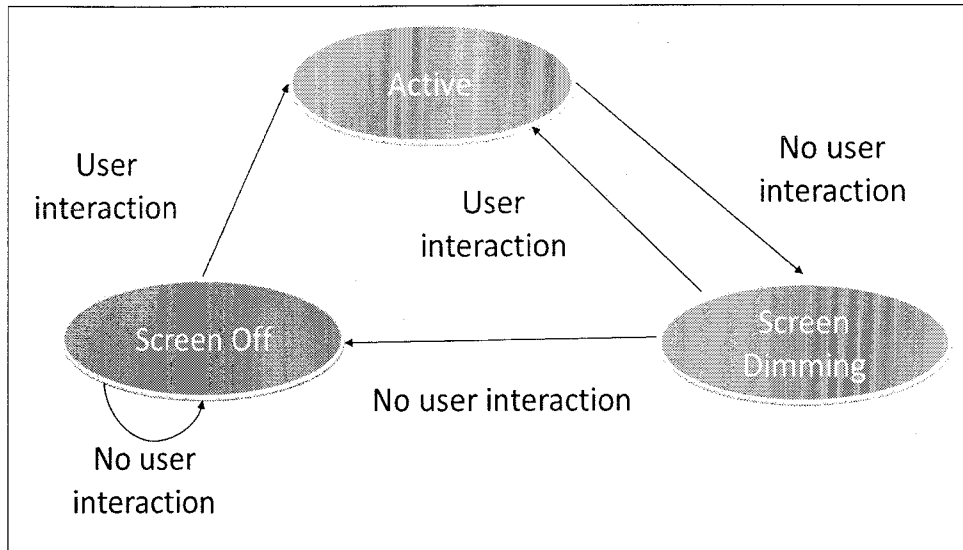 Active
User
interaction
No user
interaction
User
interaction
Screen Off
Screen
Dimming
No user interaction
No user
interaction